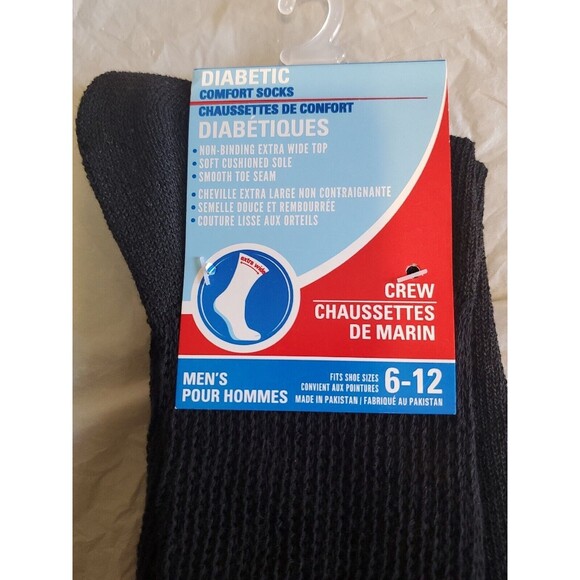 DIABETIC
COMFORT SOCKS
CHAUSSETTES DE CONFORT
DIABÉTIQUES
• NON-BINDING EXTRA WIDE TOP
• SOFT CUSHIONED SOLE
• SMOOTH TOE SEAM
• CHEVILLE EXTRA LARGE NON CONTRAIGNANTE
• SEMELLE DOUCE ET REMBOURRÉE
• COUTURE LISSE AUX ORTEILS
extra wide
CREW
CHAUSSETTES
DE MARIN
MEN'S
POUR HOMMES
FITS SHOE SIZES
CONVIENT AUX POINTURES
6-12
MADE IN PAKISTAN / FABRIQUÉ AU PAKISTAN